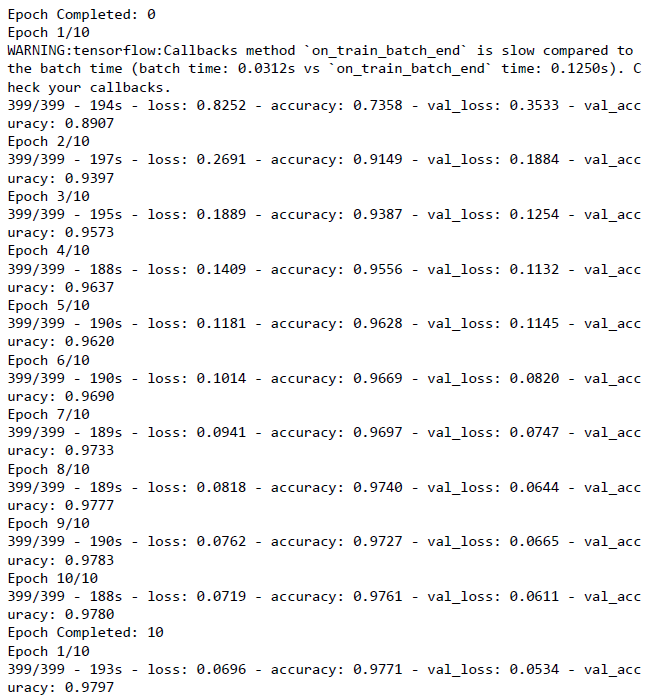 Epoch Completed: 0
Epoch 1/10
WARNING:tensorflow:Callbacks method `on_train_batch_end` is slow compared to
the batch time (batch time: 0.0312s vs `on_train_batch_end` time: 0.1250s). C
heck your callbacks.
399/399 - 194s - loss: 0.8252 - accuracy: 0.7358 - val_loss: 0.3533 - val_acc
uracy: 0.8907
Epoch 2/10
399/399 - 197s - loss: 0.2691 - accuracy: 0.9149 - val_loss: 0.1884 - val_acc
uracy: 0.9397
Epoch 3/10
399/399 - 195s - loss: 0.1889 - accuracy: 0.9387 - val_loss: 0.1254 - val_acc
uracy: 0.9573
Epoch 4/10
399/399 - 188s - loss: 0.1409 - accuracy: 0.9556 - val_loss: 0.1132 - val_acc
uracy: 0.9637
Epoch 5/10
399/399 - 190s - loss: 0.1181 - accuracy: 0.9628 - val_loss: 0.1145 - val_acc
uracy: 0.9620
Epoch 6/10
399/399 - 190s - loss: 0.1014 - accuracy: 0.9669 - val_loss: 0.0820 - val_acc
uracy: 0.9690
Epoch 7/10
399/399 - 189s - loss: 0.0941 - accuracy: 0.9697 - val_loss: 0.0747 - val_acc
uracy: 0.9733
Epoch 8/10
399/399 - 189s - loss: 0.0818 - accuracy: 0.9740 - val_loss: 0.0644 - val_acc
uracy: 0.9777
Epoch 9/10
399/399 - 190s - loss: 0.0762 - accuracy: 0.9727 - val_loss: 0.0665 - val_acc
uracy: 0.9783
Epoch 10/10
399/399 - 188s - loss: 0.0719 - accuracy: 0.9761 - val_loss: 0.0611 - val_acc
uracy: 0.9780
Epoch Completed: 10
Epoch 1/10
399/399 - 193s - loss: 0.0696 - accuracy: 0.9771 - val_loss: 0.0534 - val_acc
uracy: 0.9797